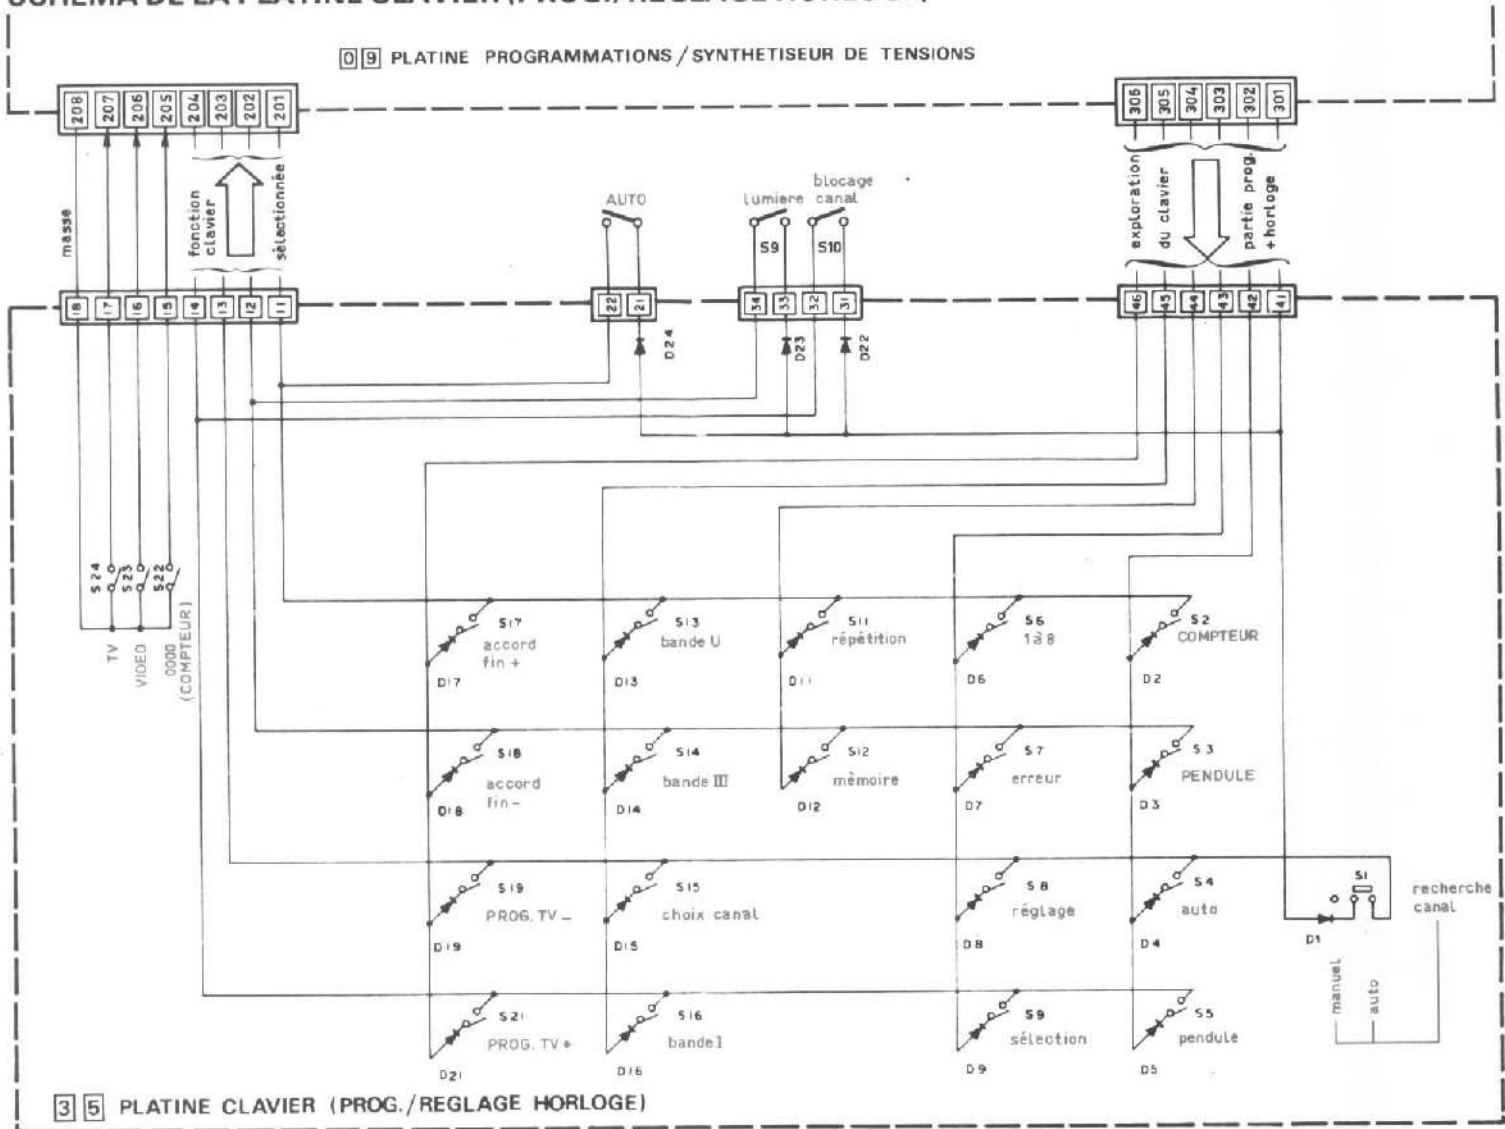 SCHEMA DE LA PLATINE CLAVIER (PROG./REGLAGE HORLOGE)
09 PLATINE PROGRAMMATIONS / SYNTHETISEUR DE TENSIONS
208 207 206 205 204 203 202 201
306 305 304 303 302 301
masse
fonction clavier
sélectionnée
AUTO
lumiere
blocage canal
S9
S10
exploration
du clavier
partie prog.
+ horloge
18 17 16 15 14 13 12 11
22 21
34 33 32 31
46 45 44 43 42 41
D24
D23
D22
S24
S23
S22
TV
VIDEO
0000
(COMPTEUR)
S17
accord
fin +
D17
S13
bande U
D13
S11
répétition
D11
S6
1à8
D6
S2
COMPTEUR
D2
S18
accord
fin -
D18
S14
bande III
D14
S12
mèmoire
D12
S7
erreur
D7
S3
PENDULE
D3
S19
PROG. TV -
D19
S15
choix canal
D15
S8
réglage
D8
S4
auto
D4
S1
D1
recherche
canal
manuel
auto
S21
PROG. TV +
D21
S16
bande1
D16
S9
sélection
D9
S5
pendule
D5
35 PLATINE CLAVIER (PROG./REGLAGE HORLOGE)